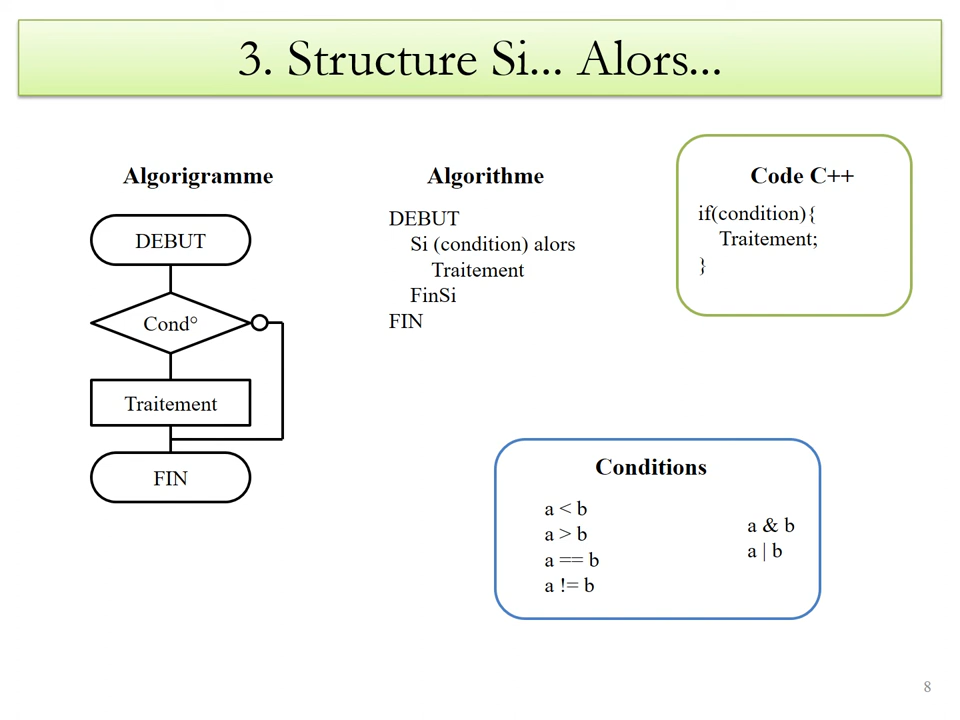 3. Structure Si... Alors...
Algorigramme
DEBUT
Cond°
Traitement
FIN
Algorithme
DEBUT
Si (condition) alors
Traitement
FinSi
FIN
Code C++
if(condition){
Traitement;
}
Conditions
a < b
a > b
a == b
a != b
a & b
a | b
8